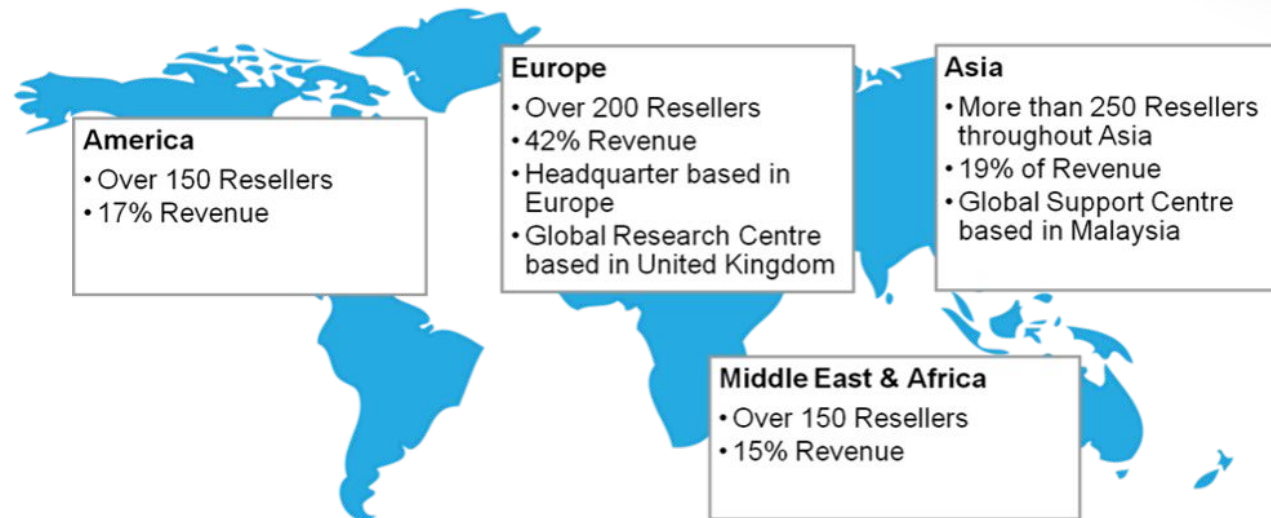 America
• Over 150 Resellers
• 17% Revenue
Europe
• Over 200 Resellers
• 42% Revenue
• Headquarter based in
Europe
• Global Research Centre
based in United Kingdom
Asia
• More than 250 Resellers
throughout Asia
• 19% of Revenue
• Global Support Centre
based in Malaysia
Middle East & Africa
• Over 150 Resellers
• 15% Revenue